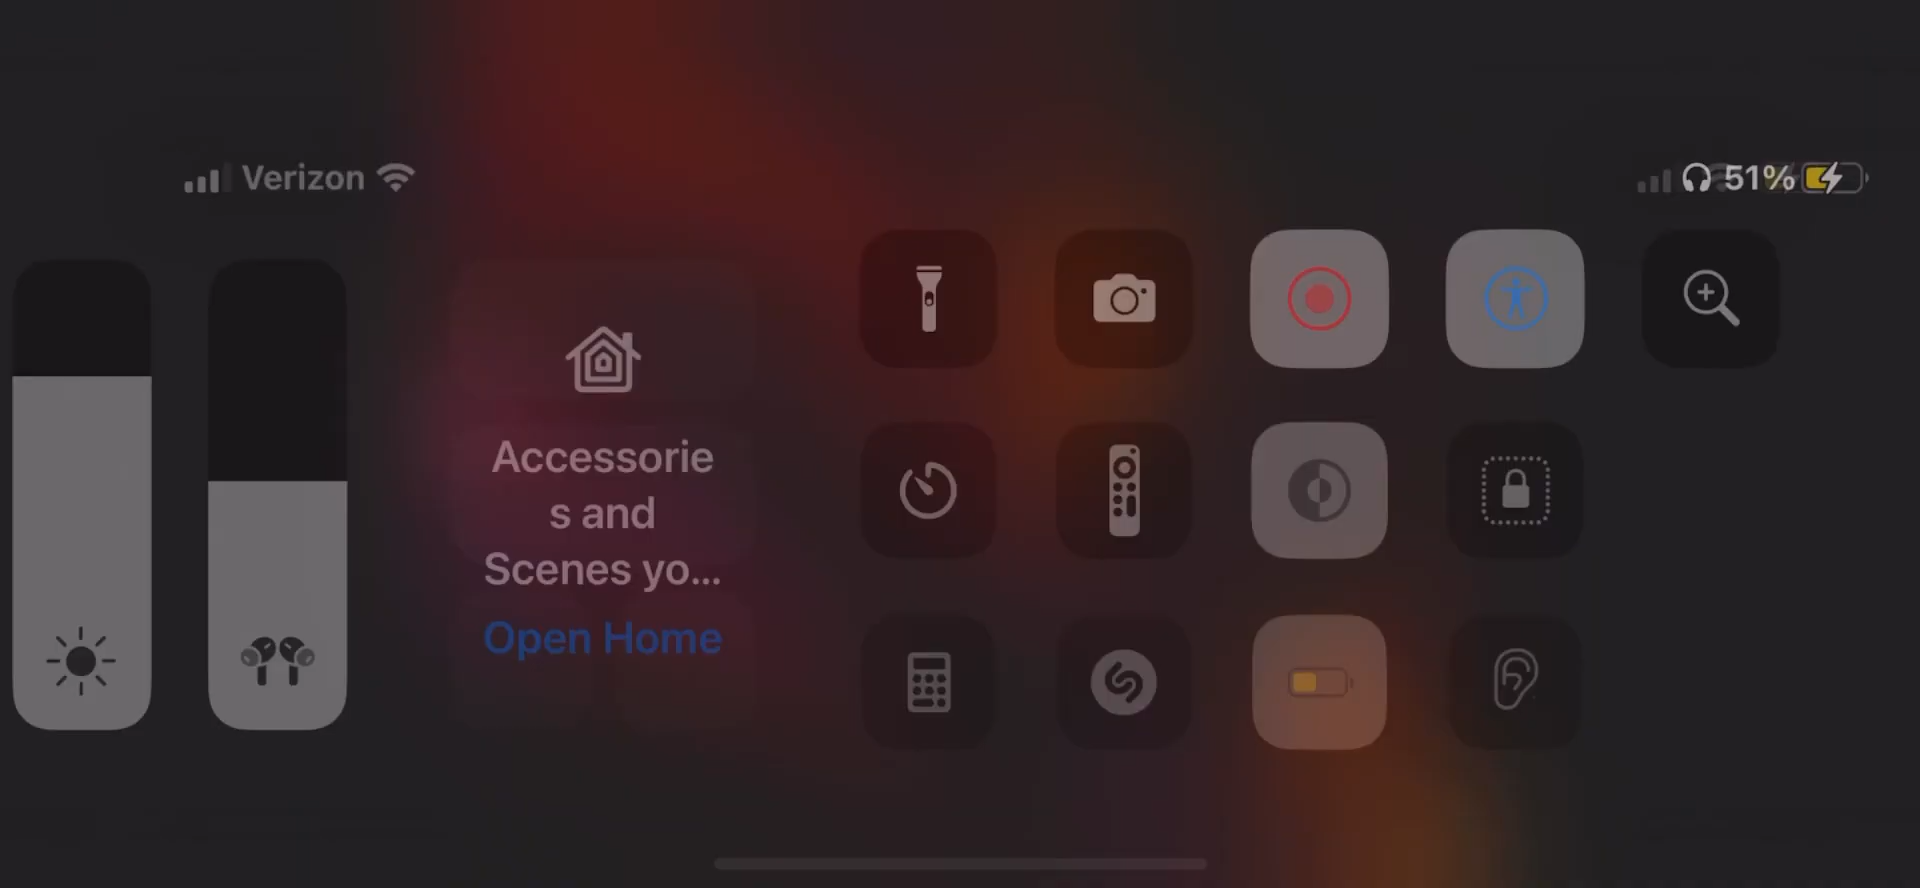 Verizon
51%
Accessorie
s and
Scenes yo...
Open Home